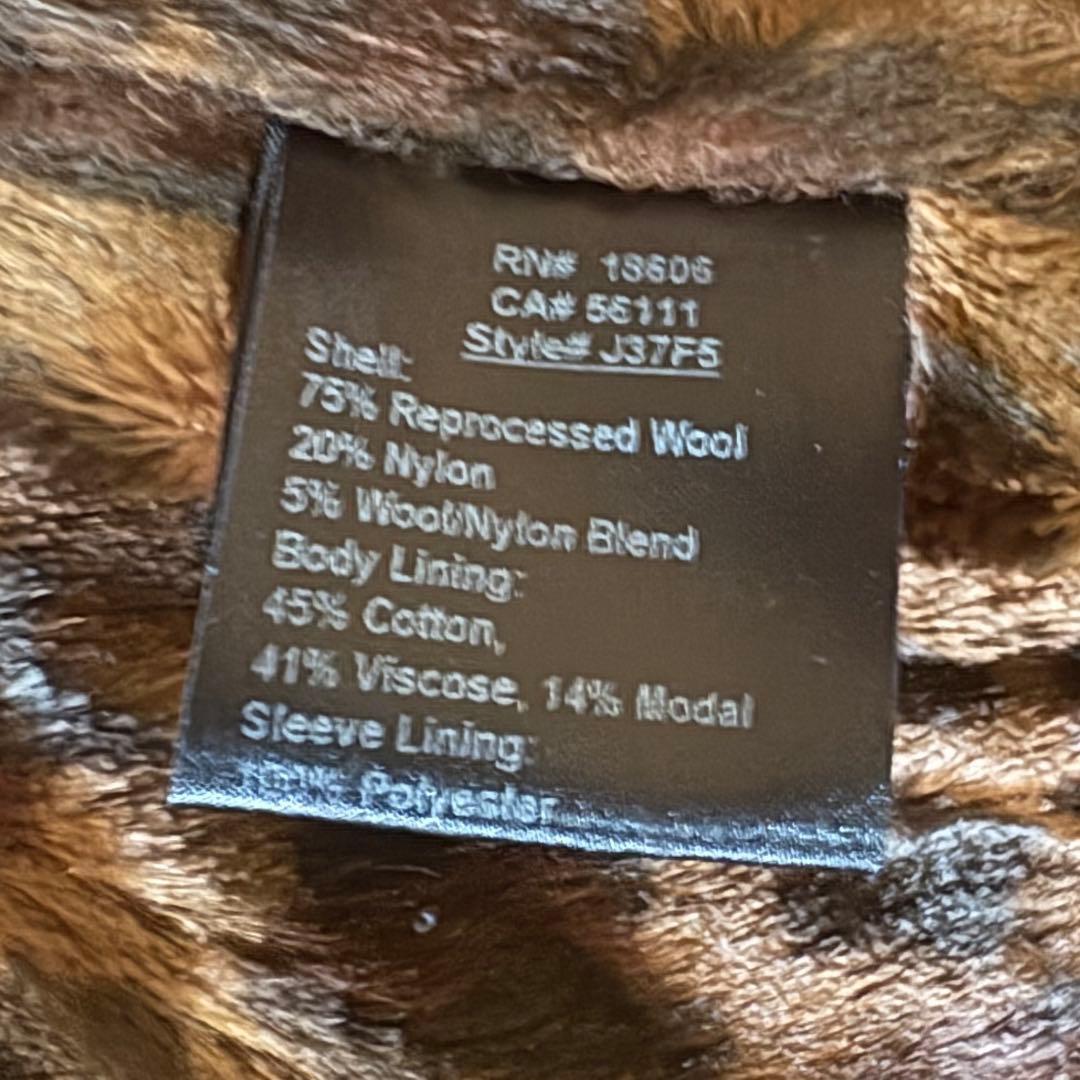 RN# 18606
CA# 56111
Style# J37F5
Shell:
75% Reprocessed Wool
20% Nylon
5% Wool/Nylon Blend
Body Lining:
45% Cotton,
41% Viscose, 14% Modal
Sleeve Lining:
100% Polyester